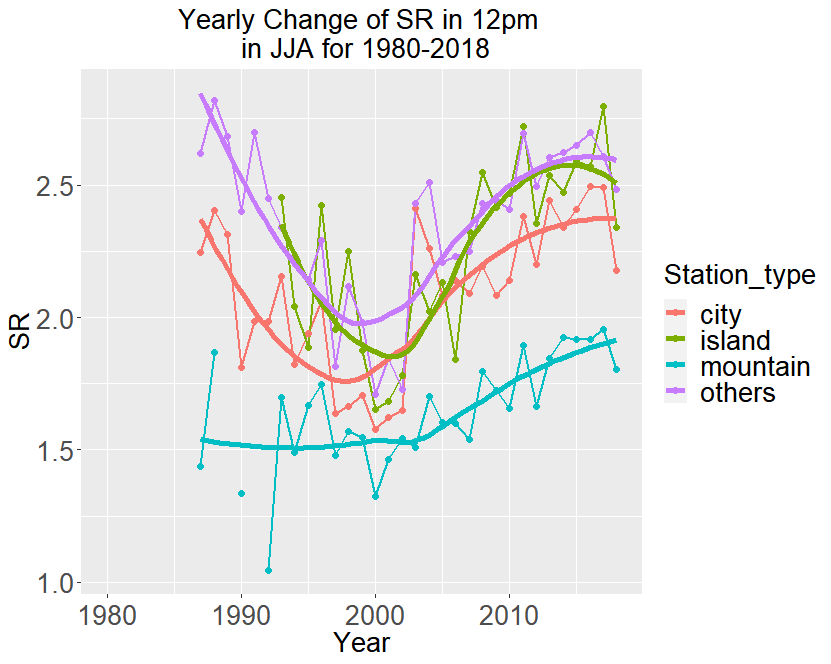 Yearly Change of SR in 12pm
in JJA for 1980-2018
2.5
2.0
1.5
1.0
SR
1980
1990
2000
2010
Year
Station_type
city
island
mountain
others